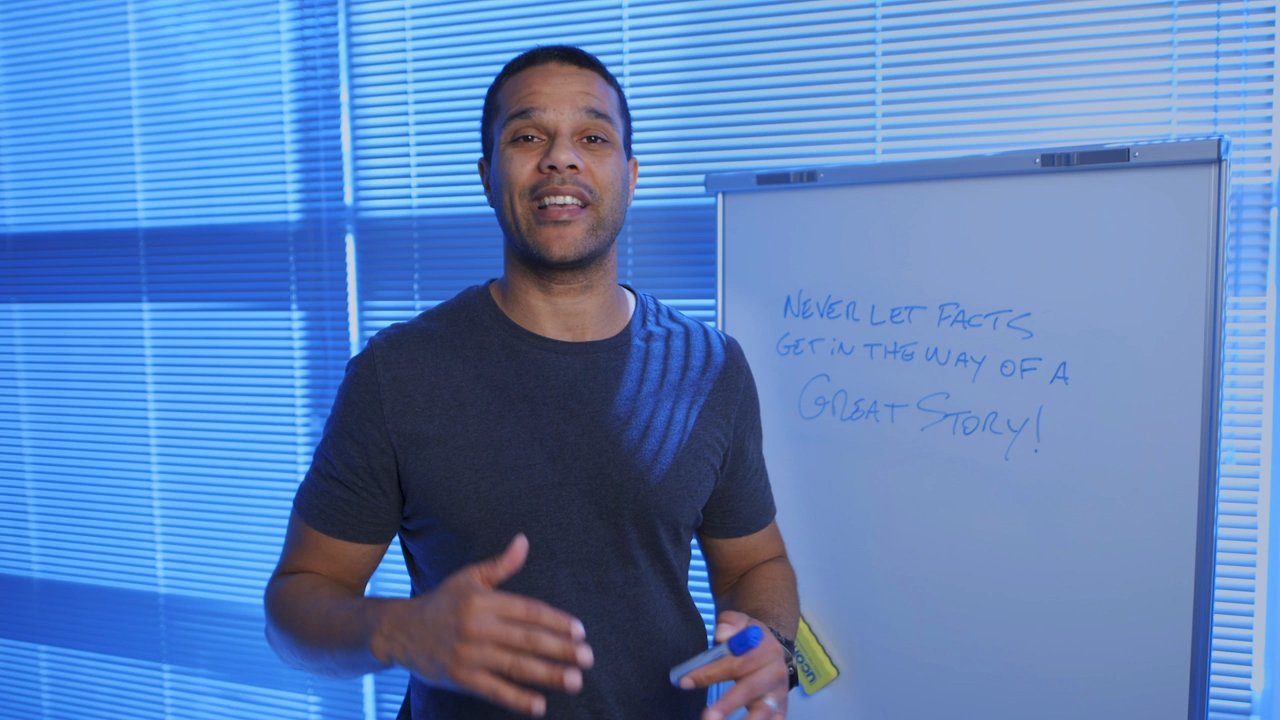 NEVER LET FACTS
GET iN THE WAY OF A
GREAT STORY!